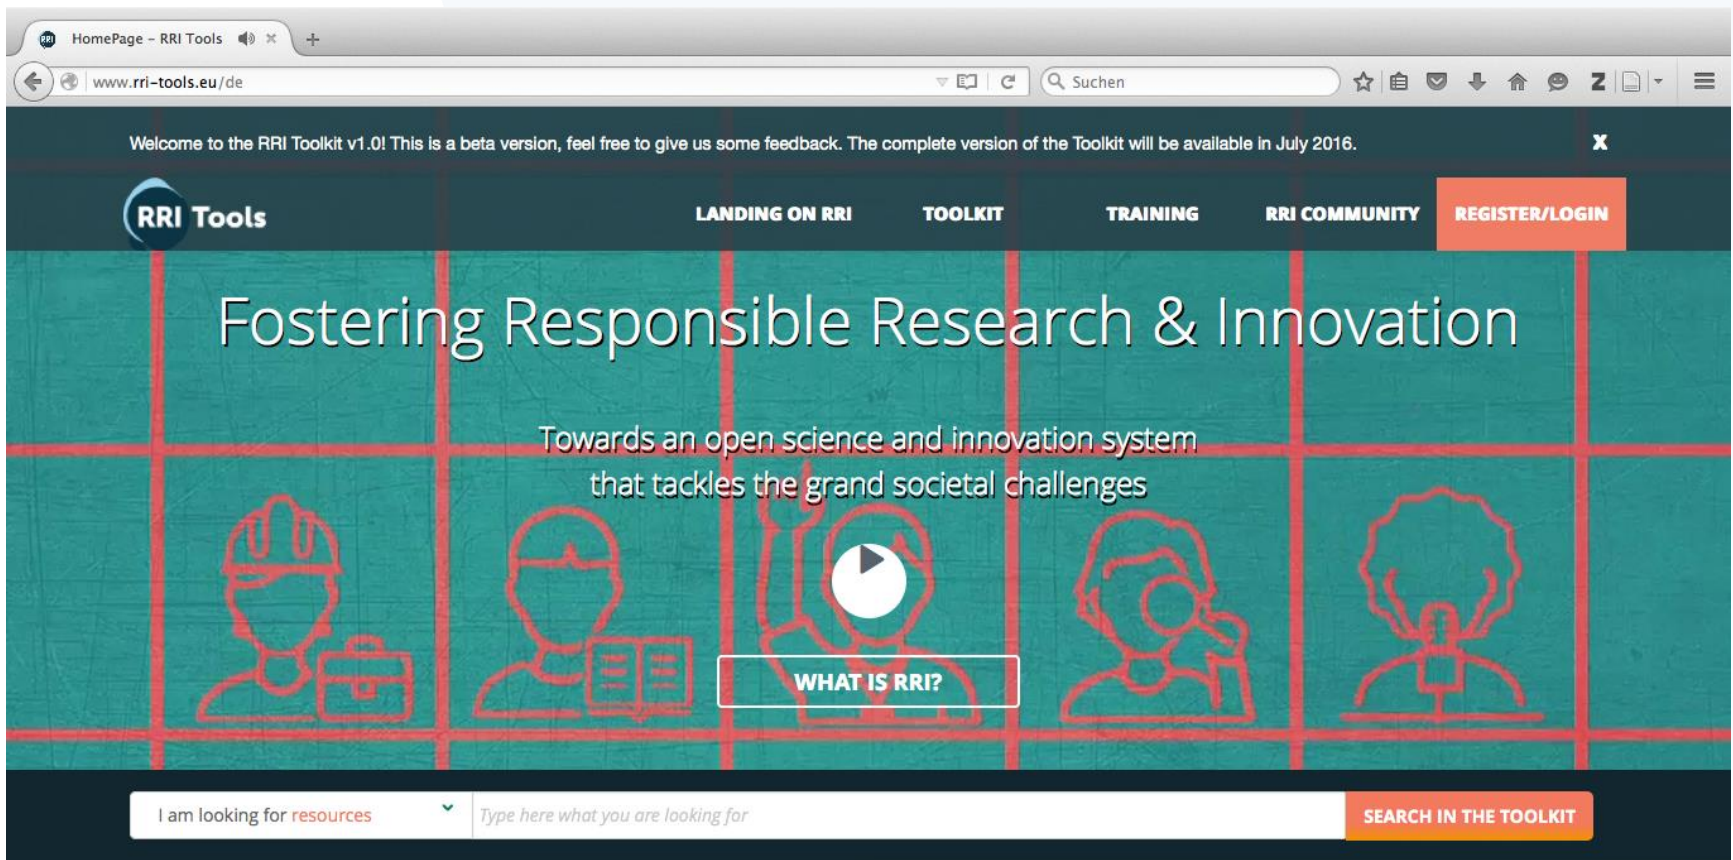 RRI HomePage – RRI Tools
www.rri-tools.eu/de
Suchen
Z
Welcome to the RRI Toolkit v1.0! This is a beta version, feel free to give us some feedback. The complete version of the Toolkit will be available in July 2016.
X
RRI Tools
LANDING ON RRI
TOOLKIT
TRAINING
RRI COMMUNITY
REGISTER/LOGIN
Fostering Responsible Research & Innovation
Towards an open science and innovation system
that tackles the grand societal challenges
WHAT IS RRI?
I am looking for resources
Type here what you are looking for
SEARCH IN THE TOOLKIT